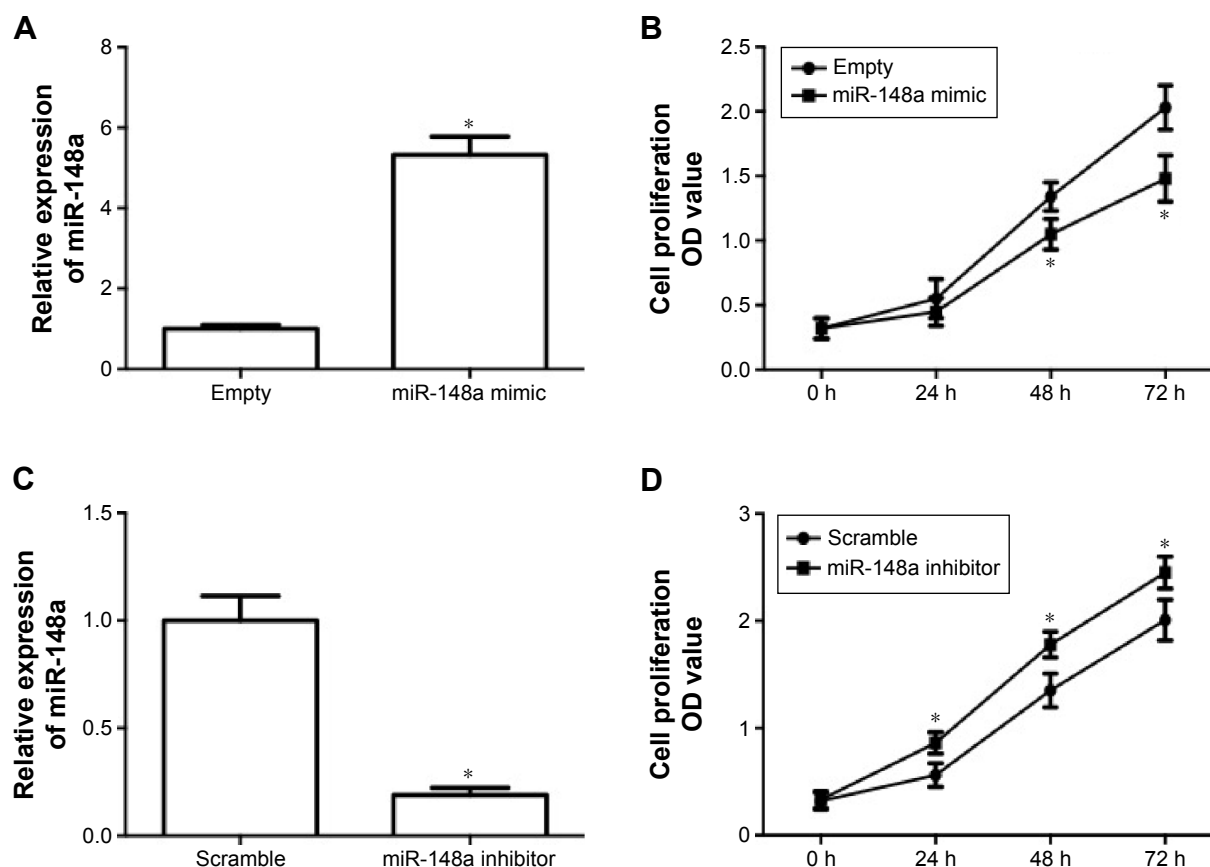 A
Relative expression
of miR-148a
8
6
4
2
0
*
Empty
miR-148a mimic
B
Cell proliferation
OD value
2.5
2.0
1.5
1.0
0.5
0.0
Empty
miR-148a mimic
*
*
0 h
24 h
48 h
72 h
C
Relative expression
of miR-148a
1.5
1.0
0.5
0.0
*
Scramble
miR-148a inhibitor
D
Cell proliferation
OD value
3
2
1
0
Scramble
miR-148a inhibitor
*
*
*
0 h
24 h
48 h
72 h